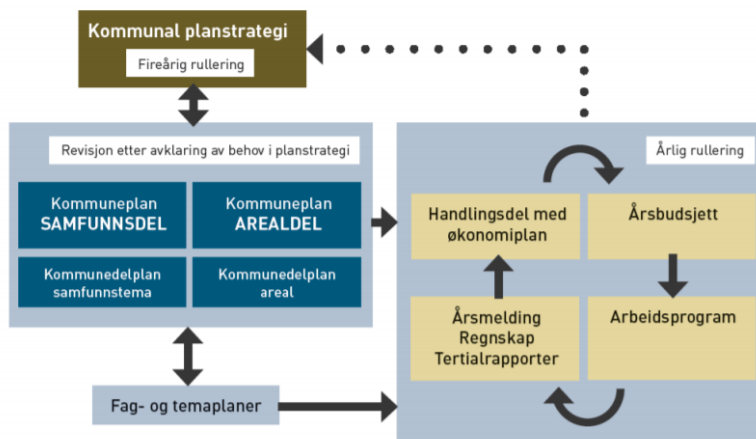 Kommunal planstrategi
Fireårig rullering
Revisjon etter avklaring av behov i planstrategi
Kommuneplan
SAMFUNNSDEL
Kommuneplan
AREALDEL
Kommunedelplan
samfunnstema
Kommunedelplan
areal
Fag- og temaplaner
Årlig rullering
Handlingsdel med
økonomiplan
Årsbudsjett
Årsmelding
Regnskap
Tertialrapporter
Arbeidsprogram